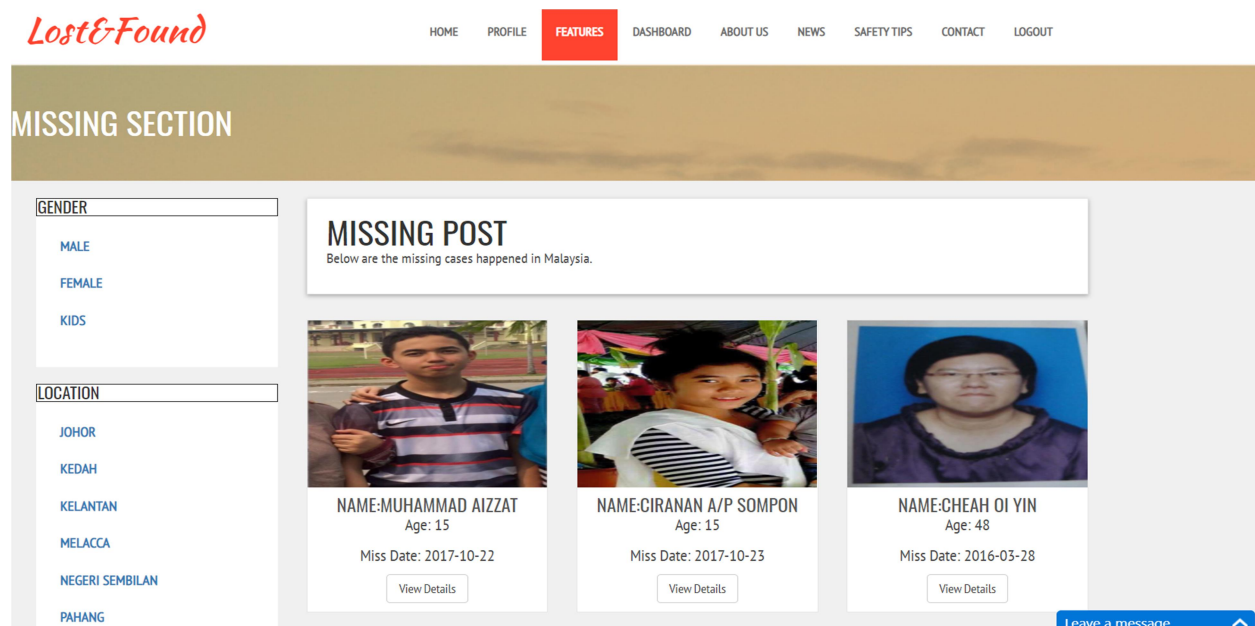 Lost&Found
HOME PROFILE FEATURES DASHBOARD ABOUT US NEWS SAFETY TIPS CONTACT LOGOUT
MISSING SECTION
GENDER
MALE
FEMALE
KIDS
LOCATION
JOHOR
KEDAH
KELANTAN
MELACCA
NEGERI SEMBILAN
PAHANG
MISSING POST
Below are the missing cases happened in Malaysia.
NAME:MUHAMMAD AIZZAT
Age: 15
Miss Date: 2017-10-22
View Details
NAME:CIRANAN A/P SOMPON
Age: 15
Miss Date: 2017-10-23
View Details
NAME:CHEAH OI YIN
Age: 48
Miss Date: 2016-03-28
View Details
Leave a message